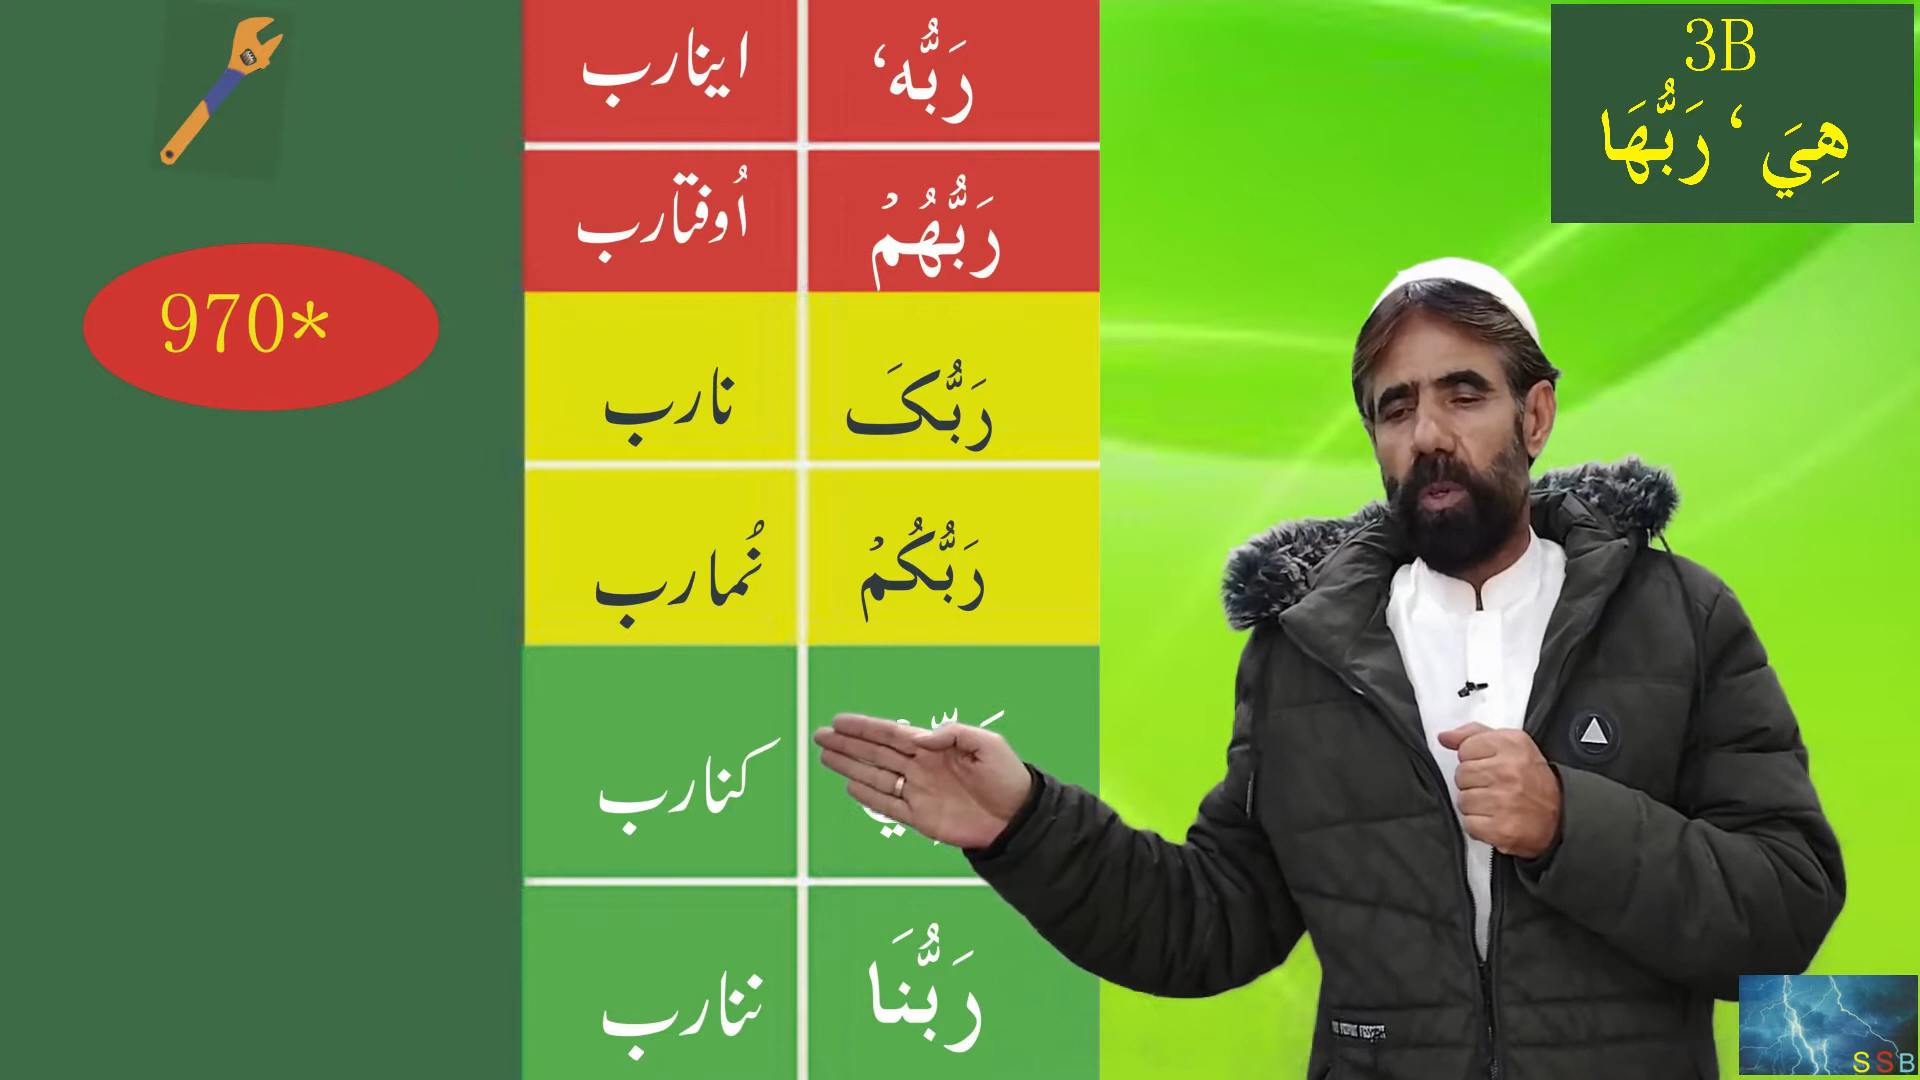 3B
هِيَ ‘ رَبُّهَا
970*
رَبُّه‘ اینارب
رَبُّهُمْ اُوفتارب
رَبُّکَ نارب
رَبُّکُمْ نُمارب
کنارب
رَبُّنَا ننارب
SSB